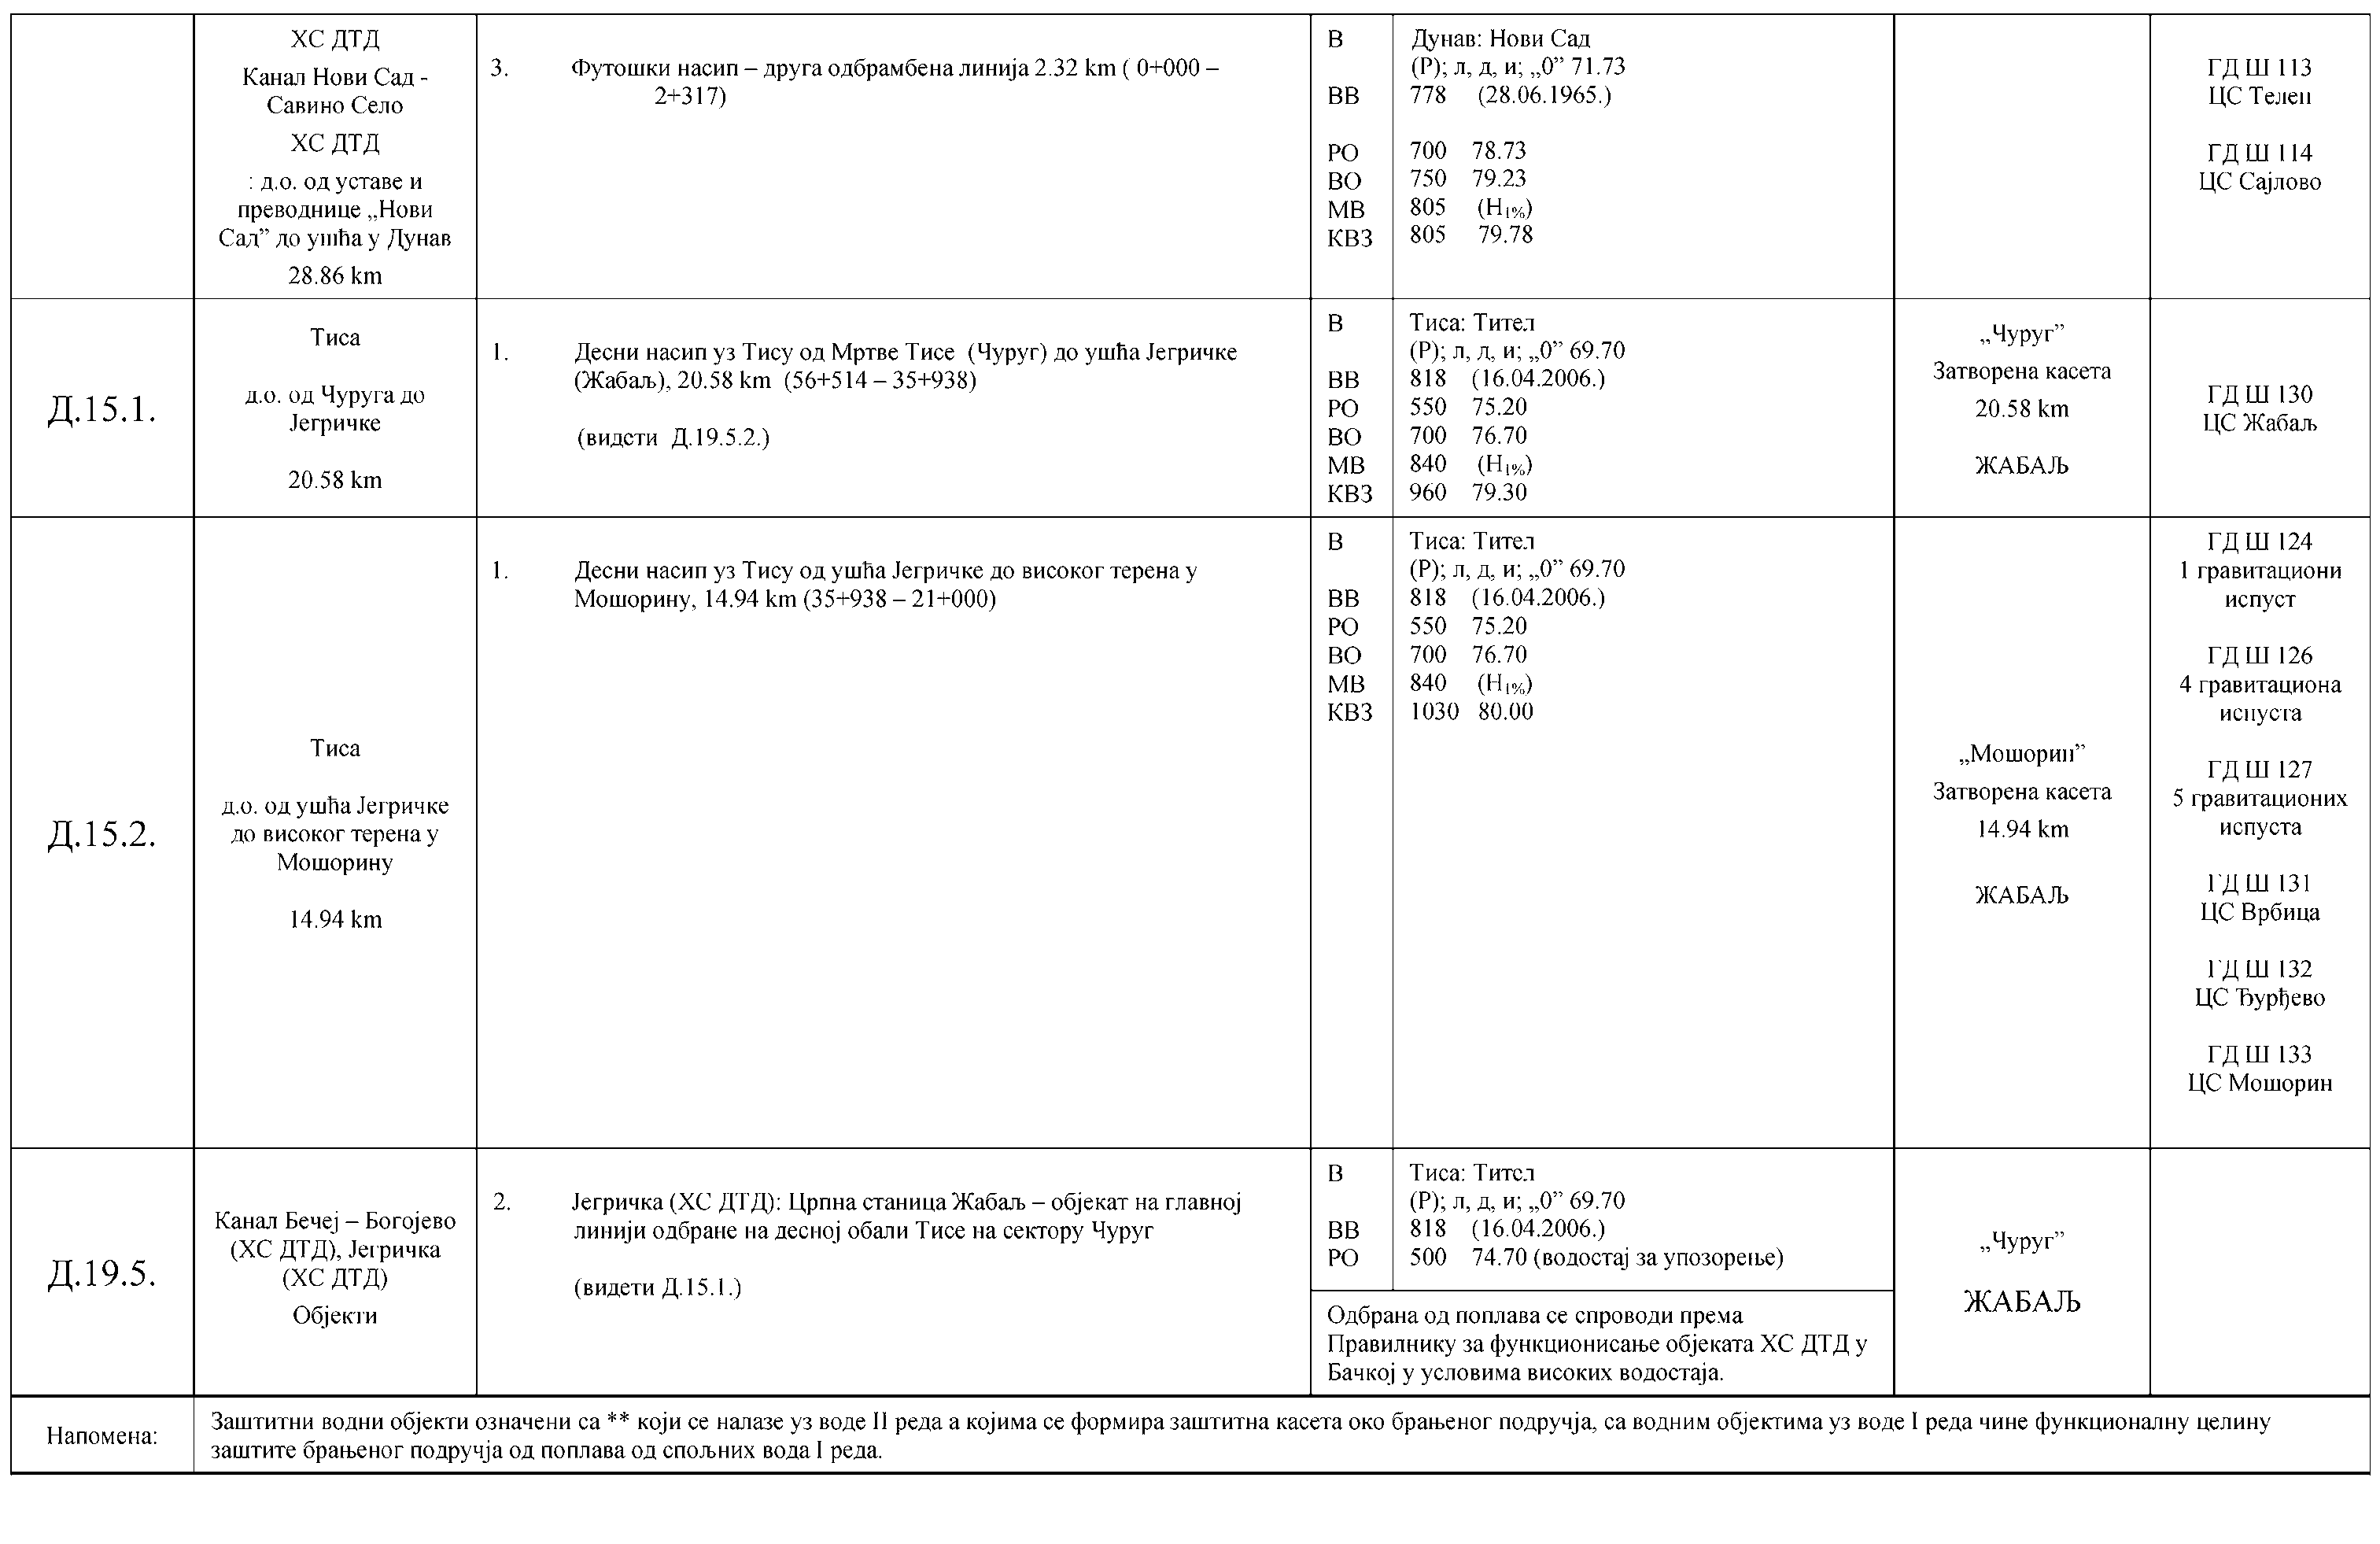 ХС ДТД
Канал Нови Сад -
Савино Село
ХС ДТД
: д.о. од уставе и
преводнице „Нови
Сад” до ушћа у Дунав
28.86 km
3. Футошки насип – друга одбрамбена линија 2.32 km ( 0+000 –
2+317)
В Дунав: Нови Сад
(Р); л, д, и; „0” 71.73
ВВ 778 (28.06.1965.)
РО 700 78.73
ВО 750 79.23
МВ 805 (H1%)
КВЗ 805 79.78
ГД Ш 113
ЦС Телеп
ГД Ш 114
ЦС Сајлово
Д.15.1.
Тиса
д.о. од Чуруга до
Јегричке
20.58 km
1. Десни насип уз Тису од Мртве Тисе (Чуруг) до ушћа Јегричке
(Жабаљ), 20.58 km (56+514 – 35+938)
(видети Д.19.5.2.)
В Тиса: Тител
(Р); л, д, и; „0” 69.70
ВВ 818 (16.04.2006.)
РО 550 75.20
ВО 700 76.70
МВ 840 (H1%)
КВЗ 960 79.30
„Чуруг”
Затворена касета
20.58 km
ЖАБАЉ
ГД Ш 130
ЦС Жабаљ
Д.15.2.
Тиса
д.о. од ушћа Јегричке
до високог терена у
Мошорину
14.94 km
1. Десни насип уз Тису од ушћа Јегричке до високог терена у
Мошорину, 14.94 km (35+938 – 21+000)
В Тиса: Тител
(Р); л, д, и; „0” 69.70
ВВ 818 (16.04.2006.)
РО 550 75.20
ВО 700 76.70
МВ 840 (H1%)
КВЗ 1030 80.00
„Мошорин”
Затворена касета
14.94 km
ЖАБАЉ
ГД Ш 124
1 гравитациони
испуст
ГД Ш 126
4 гравитациона
испуста
ГД Ш 127
5 гравитационих
испуста
ГД Ш 131
ЦС Врбица
ГД Ш 132
ЦС Ђурђево
ГД Ш 133
ЦС Мошорин
Д.19.5.
Канал Бечеј – Богојево
(ХС ДТД), Јегричка
(ХС ДТД)
Објекти
2. Јегричка (ХС ДТД): Црпна станица Жабаљ – објекат на главној
линији одбране на десној обали Тисе на сектору Чуруг
(видети Д.15.1.)
В Тиса: Тител
(Р); л, д, и; „0” 69.70
ВВ 818 (16.04.2006.)
РО 500 74.70 (водостај за упозорење)
Одбрана од поплава се спроводи према
Правилнику за функционисање објеката ХС ДТД у
Бачкој у условима високих водостаја.
„Чуруг”
ЖАБАЉ
Напомена:
Заштитни водни објекти означени са ** који се налазе уз воде II реда а којима се формира заштитна касета око брањеног подручја, са водним објектима уз воде I реда чине функционалну целину
заштите брањеног подручја од поплава од спољних вода I реда.